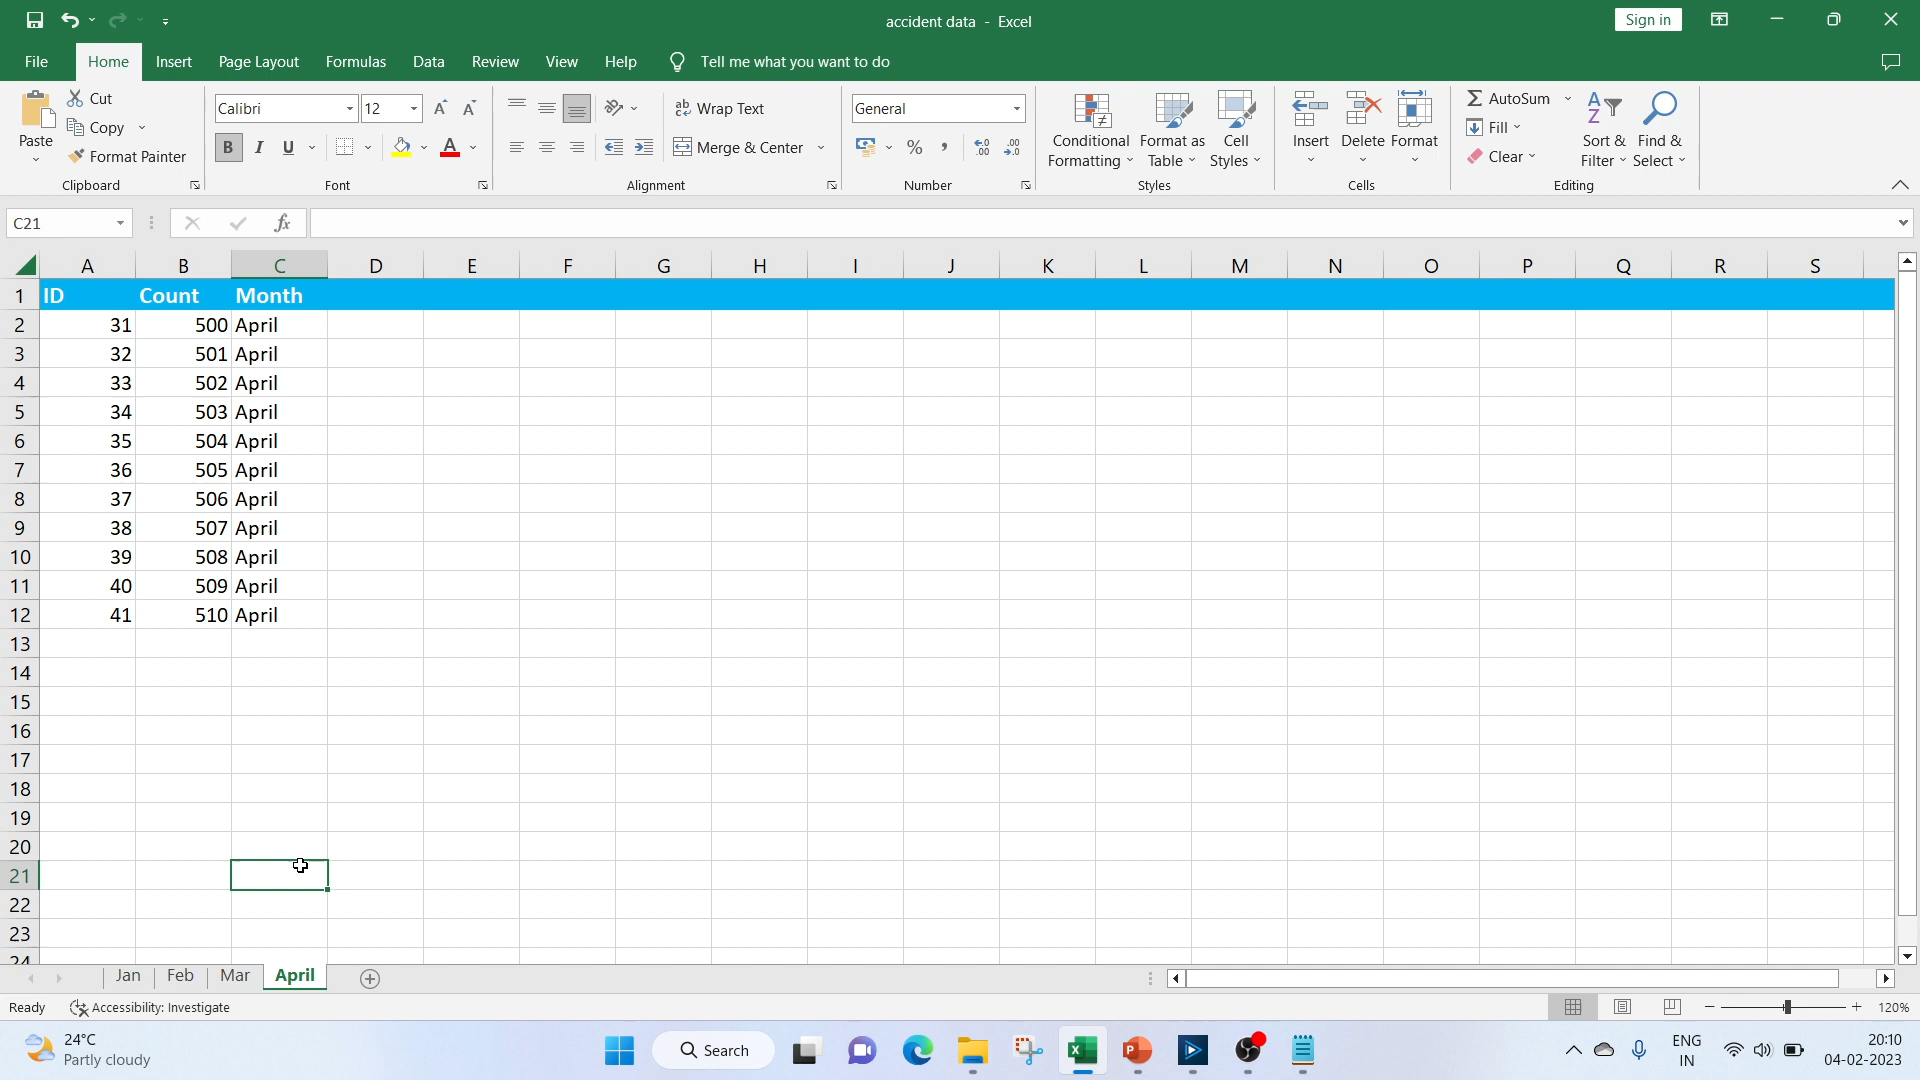 accident data - Excel
Sign in
File Home Insert Page Layout Formulas Data Review View Help Tell me what you want to do
Paste
Cut
Copy
Format Painter
Clipboard
Calibri 12
B I U
Font
Wrap Text
Merge & Center
Alignment
General
Number
Conditional Formatting
Format as Table
Cell Styles
Styles
Insert Delete Format
Cells
AutoSum
Fill
Clear
Sort & Filter
Find & Select
Editing
C21 fx
A B C D E F G H I J K L M N O P Q R S
1 ID Count Month
2 31 500 April
3 32 501 April
4 33 502 April
5 34 503 April
6 35 504 April
7 36 505 April
8 37 506 April
9 38 507 April
10 39 508 April
11 40 509 April
12 41 510 April
13
14
15
16
17
18
19
20
21
22
23
24
Jan Feb Mar April
Ready Accessibility: Investigate 120%
24°C
Partly cloudy
Search
ENG
IN
20:10
04-02-2023